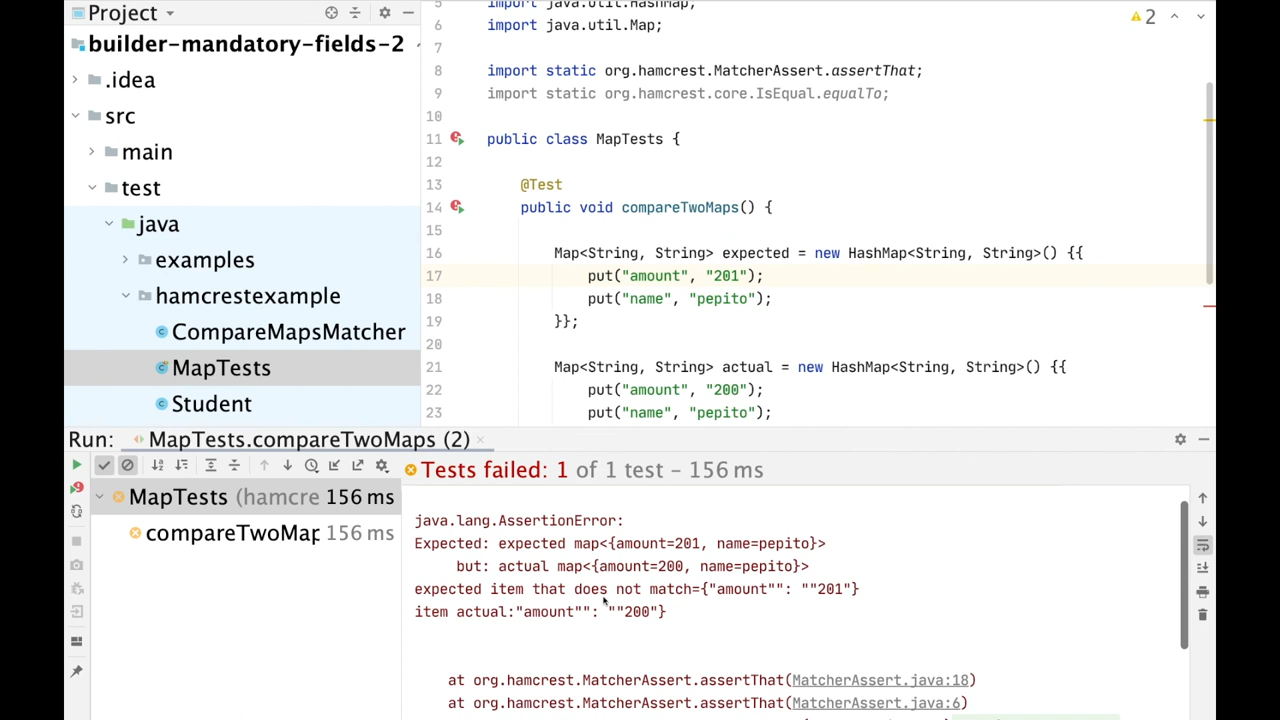 Project
builder-mandatory-fields-2
.idea
src
main
test
java
examples
hamcrestexample
CompareMapsMatcher
MapTests
Student
2
5 import java.util.HashMap;
6 import java.util.Map;
7
8 import static org.hamcrest.MatcherAssert.assertThat;
9 import static org.hamcrest.core.IsEqual.equalTo;
10
11 public class MapTests {
12
13 @Test
14 public void compareTwoMaps() {
15
16 Map<String, String> expected = new HashMap<String, String>() {{
17 put("amount", "201");
18 put("name", "pepito");
19 }};
20
21 Map<String, String> actual = new HashMap<String, String>() {{
22 put("amount", "200");
23 put("name", "pepito");
Run: MapTests.compareTwoMaps (2)
Tests failed: 1 of 1 test – 156 ms
MapTests (hamcre 156 ms
compareTwoMap 156 ms
java.lang.AssertionError:
Expected: expected map<{amount=201, name=pepito}>
but: actual map<{amount=200, name=pepito}>
expected item that does not match={"amount"": ""201"}
item actual:"amount"": ""200"}
at org.hamcrest.MatcherAssert.assertThat(MatcherAssert.java:18)
at org.hamcrest.MatcherAssert.assertThat(MatcherAssert.java:6)